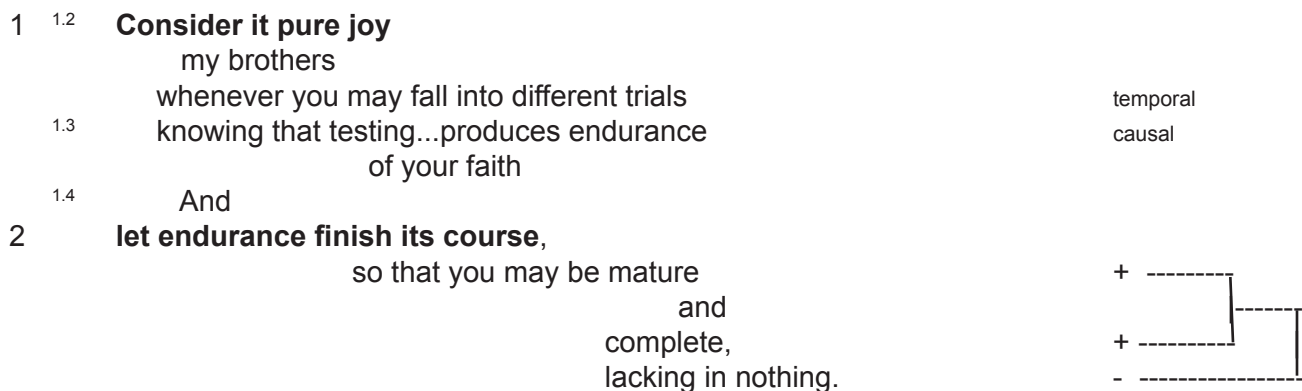 1 1.2 Consider it pure joy
my brothers
whenever you may fall into different trials temporal
1.3 knowing that testing...produces endurance causal
of your faith
1.4 And
2 let endurance finish its course,
so that you may be mature + ----------
and --------
complete, + ----------
lacking in nothing. - -----------------